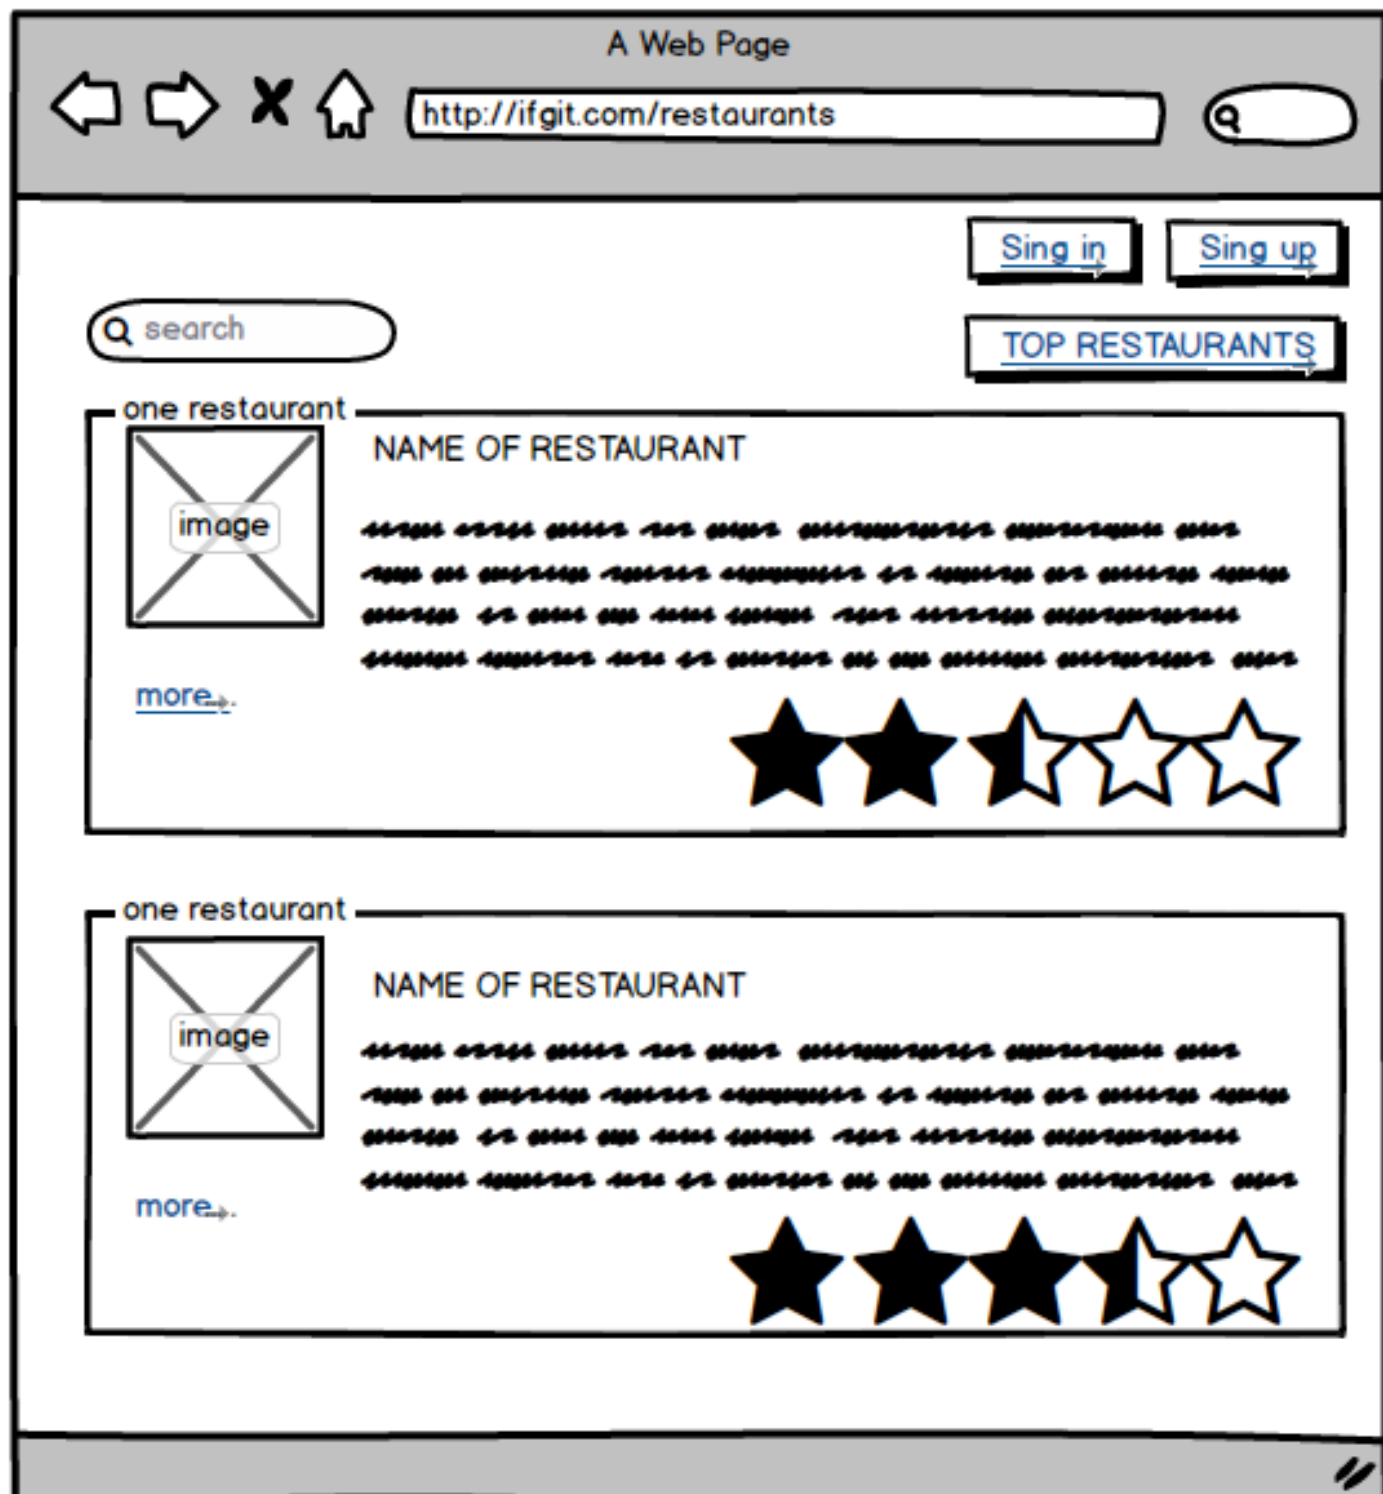 A Web Page
http://ifgit.com/restaurants
Sing in
Sing up
search
TOP RESTAURANTS
one restaurant
NAME OF RESTAURANT
image
more...
one restaurant
NAME OF RESTAURANT
image
more...